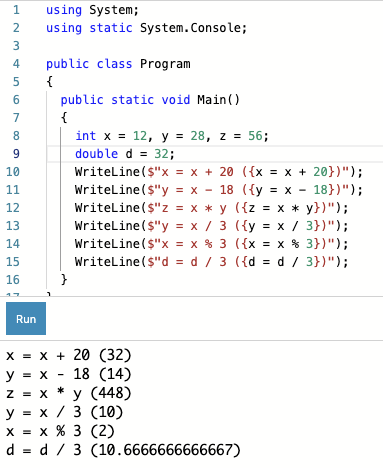 1 using System;
2 using static System.Console;
3
4 public class Program
5 {
6 public static void Main()
7 {
8 int x = 12, y = 28, z = 56;
9 double d = 32;
10 WriteLine($"x = x + 20 ({x = x + 20})");
11 WriteLine($"y = x - 18 ({y = x - 18})");
12 WriteLine($"z = x * y ({z = x * y})");
13 WriteLine($"y = x / 3 ({y = x / 3})");
14 WriteLine($"x = x % 3 ({x = x % 3})");
15 WriteLine($"d = d / 3 ({d = d / 3})");
16 }
17 }
Run
x = x + 20 (32)
y = x - 18 (14)
z = x * y (448)
y = x / 3 (10)
x = x % 3 (2)
d = d / 3 (10.6666666666667)